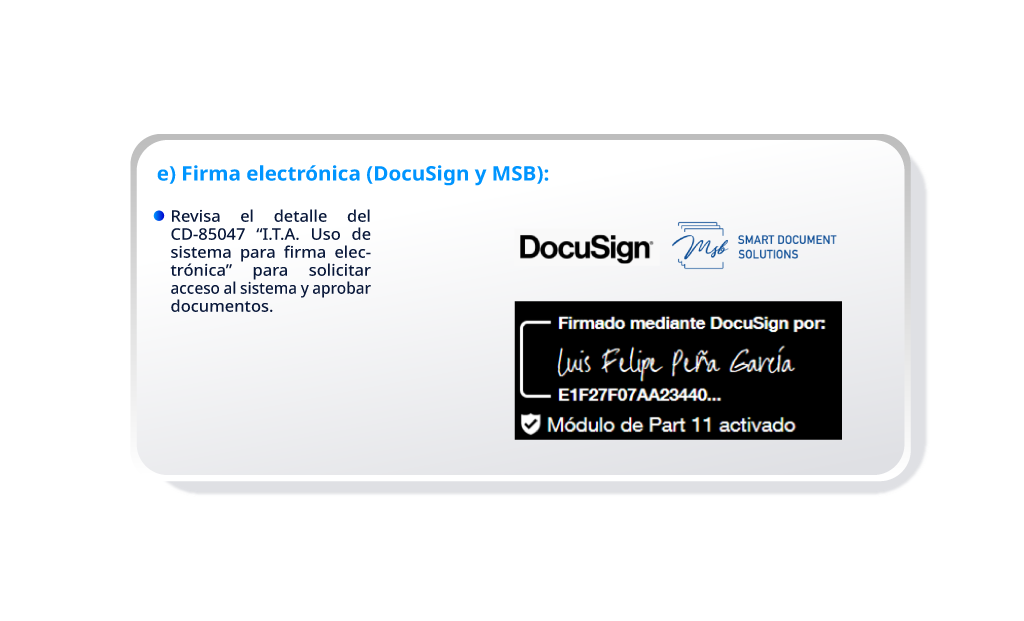 e) Firma electrónica (DocuSign y MSB):
Revisa el detalle del
CD-85047 “I.T.A. Uso de
sistema para firma elec-
trónica” para solicitar
acceso al sistema y aprobar
documentos.
DocuSign
Msb
SMART DOCUMENT
SOLUTIONS
Firmado mediante DocuSign por:
Luis Felipe Peña García
E1F27F07AA23440...
Módulo de Part 11 activado